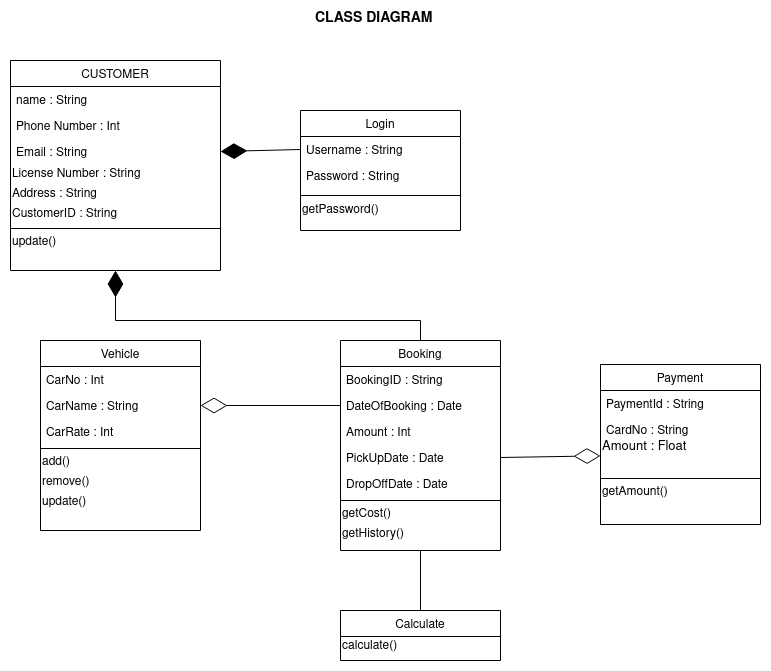 CLASS DIAGRAM
CUSTOMER
name : String
Phone Number : Int
Email : String
License Number : String
Address : String
CustomerID : String
update()
Login
Username : String
Password : String
getPassword()
Vehicle
CarNo : Int
CarName : String
CarRate : Int
add()
remove()
update()
Booking
BookingID : String
DateOfBooking : Date
Amount : Int
PickUpDate : Date
DropOffDate : Date
getCost()
getHistory()
Payment
PaymentId : String
CardNo : String
Amount : Float
getAmount()
Calculate
calculate()